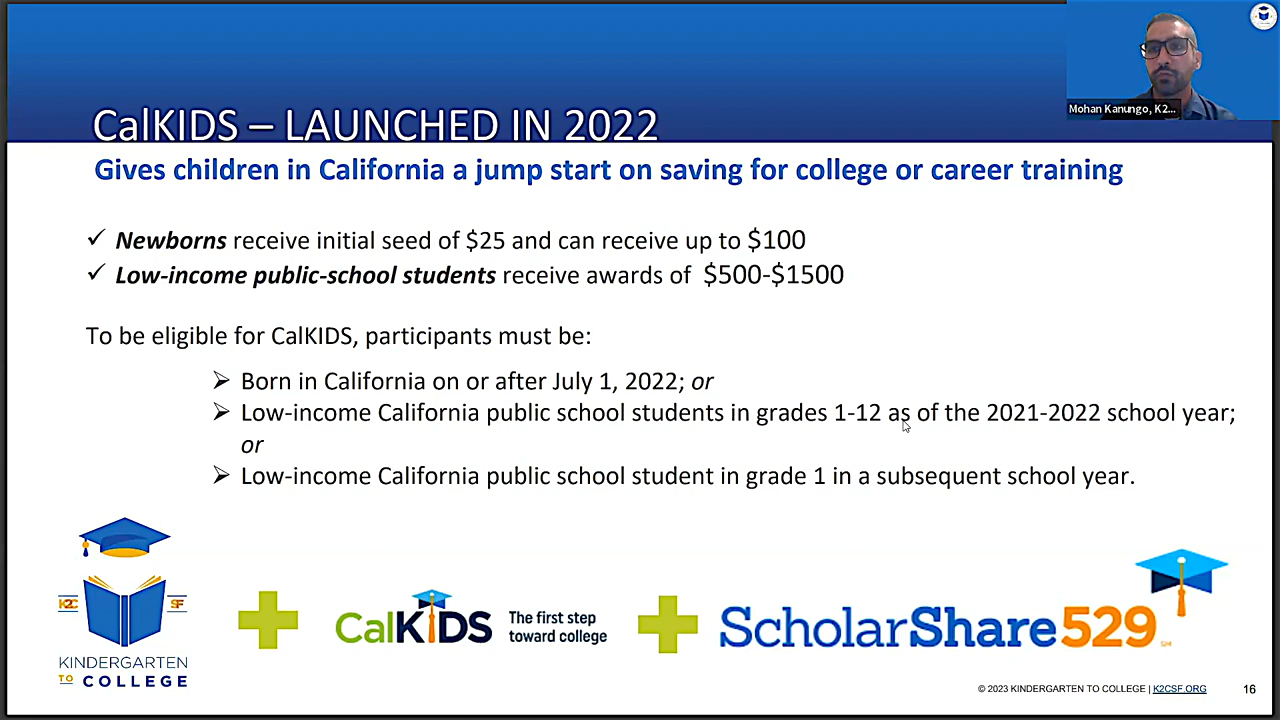 Mohan Kanungo, K2...
CalKIDS – LAUNCHED IN 2022
Gives children in California a jump start on saving for college or career training
✓ Newborns receive initial seed of $25 and can receive up to $100
✓ Low-income public-school students receive awards of $500-$1500
To be eligible for CalKIDS, participants must be:
➢ Born in California on or after July 1, 2022; or
➢ Low-income California public school students in grades 1-12 as of the 2021-2022 school year;
or
➢ Low-income California public school student in grade 1 in a subsequent school year.
K2C SF
KINDERGARTEN
TO COLLEGE
CalKIDS
The first step
toward college
ScholarShare529
© 2023 KINDERGARTEN TO COLLEGE | K2CSF.ORG
16